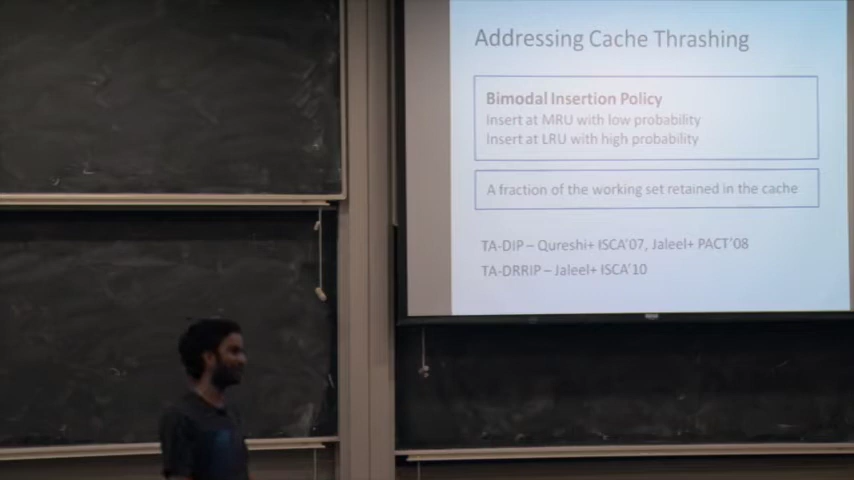 Addressing Cache Thrashing
Bimodal Insertion Policy
Insert at MRU with low probability
Insert at LRU with high probability
A fraction of the working set retained in the cache
TA-DIP – Qureshi+ ISCA'07, Jaleel+ PACT'08
TA-DRRIP – Jaleel+ ISCA'10